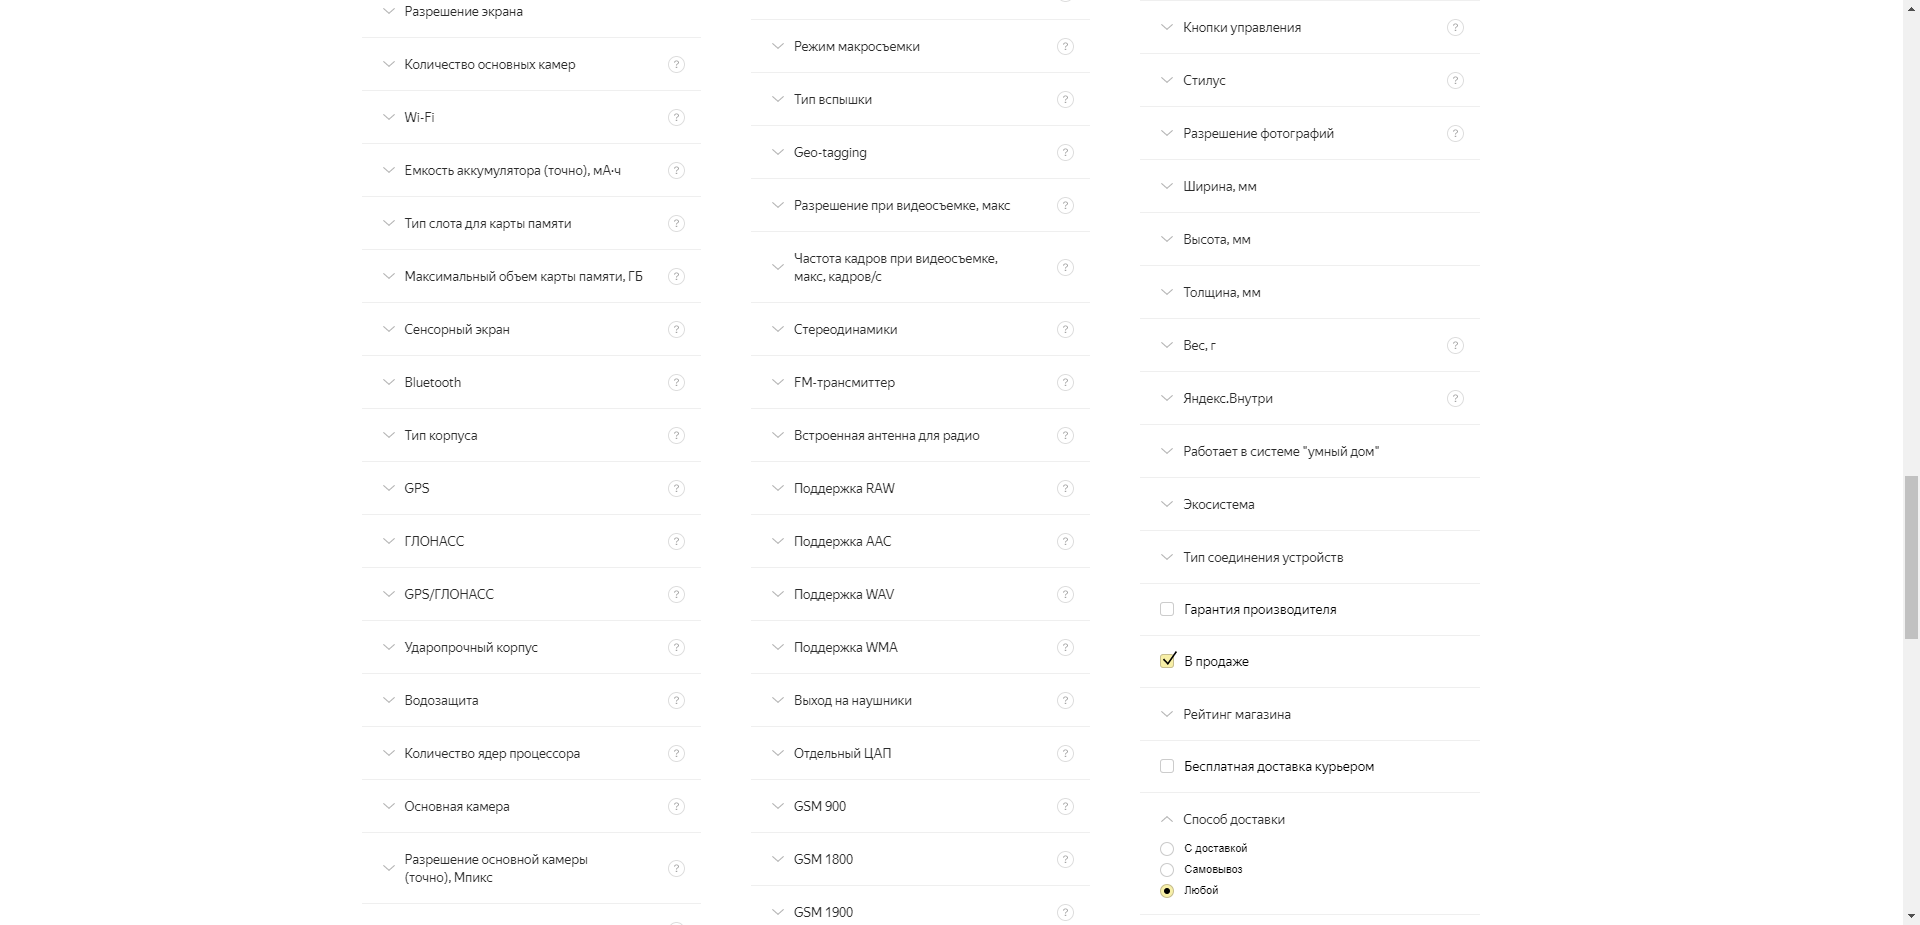 Разрешение экрана
Количество основных камер
?
Wi-Fi
?
Емкость аккумулятора (точно), мА⋅ч
?
Тип слота для карты памяти
?
Максимальный объем карты памяти, ГБ
?
Сенсорный экран
?
Bluetooth
?
Тип корпуса
?
GPS
?
ГЛОНАСС
?
GPS/ГЛОНАСС
?
Ударопрочный корпус
?
Водозащита
?
Количество ядер процессора
?
Основная камера
?
Разрешение основной камеры
(точно), Мпикс
?
Режим макросъемки
?
Тип вспышки
?
Geo-tagging
?
Разрешение при видеосъемке, макс
?
Частота кадров при видеосъемке,
макс, кадров/с
?
Стереодинамики
?
FM-трансмиттер
?
Встроенная антенна для радио
?
Поддержка RAW
?
Поддержка AAC
?
Поддержка WAV
?
Поддержка WMA
?
Выход на наушники
?
Отдельный ЦАП
?
GSM 900
?
GSM 1800
?
GSM 1900
?
Кнопки управления
?
Стилус
?
Разрешение фотографий
?
Ширина, мм
Высота, мм
Толщина, мм
Вес, г
?
Яндекс.Внутри
?
Работает в системе "умный дом"
Экосистема
Тип соединения устройств
Гарантия производителя
В продаже
Рейтинг магазина
Бесплатная доставка курьером
Способ доставки
С доставкой
Самовывоз
Любой